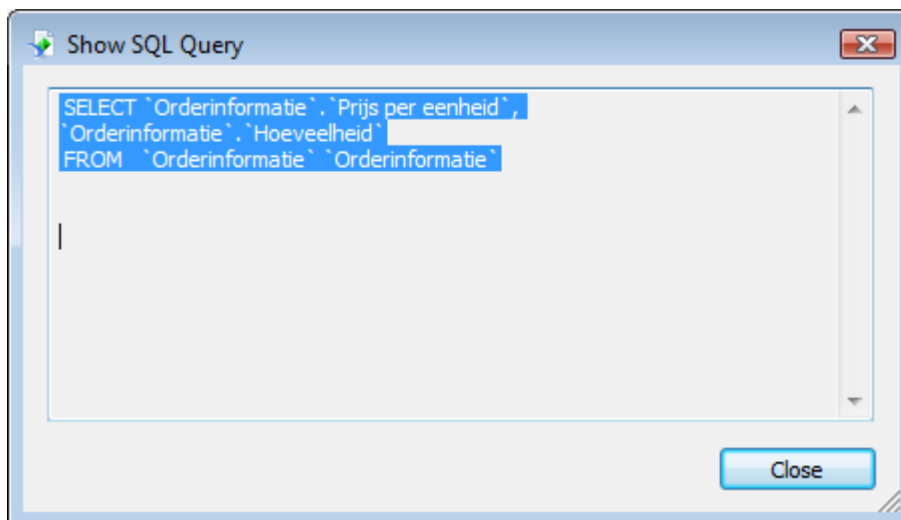 Show SQL Query
SELECT `Orderinformatie`.`Prijs per eenheid`,
`Orderinformatie`.`Hoeveelheid`
FROM   `Orderinformatie` `Orderinformatie`
Close